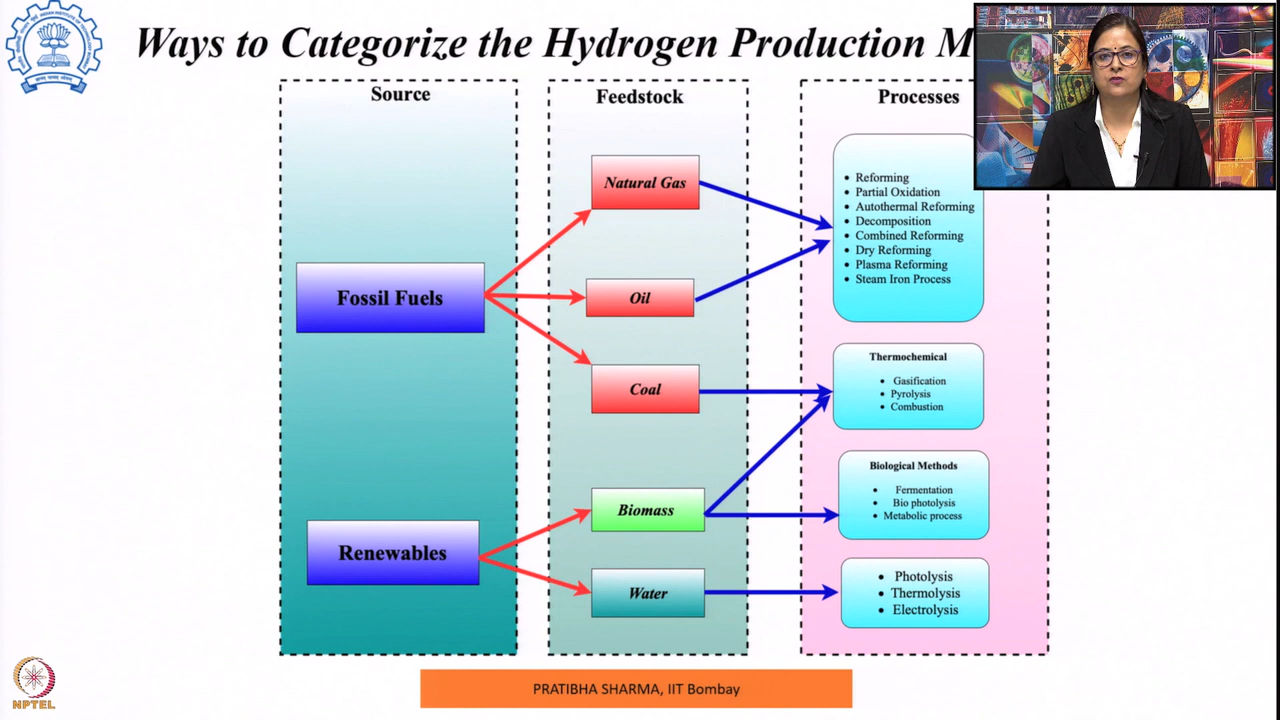 Ways to Categorize the Hydrogen Production M
Source
Feedstock
Processes
Fossil Fuels
Renewables
Natural Gas
Oil
Coal
Biomass
Water
• Reforming
• Partial Oxidation
• Autothermal Reforming
• Decomposition
• Combined Reforming
• Dry Reforming
• Plasma Reforming
• Steam Iron Process
Thermochemical
• Gasification
• Pyrolysis
• Combustion
Biological Methods
• Fermentation
• Bio photolysis
• Metabolic process
• Photolysis
• Thermolysis
• Electrolysis
PRATIBHA SHARMA, IIT Bombay
NPTEL